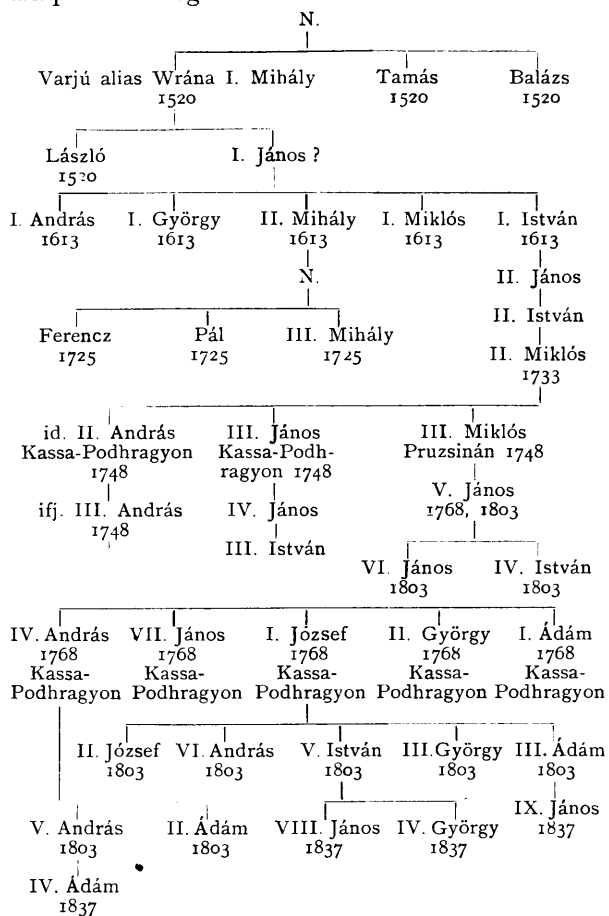 N.
Varjú alias Wrána I. Mihály Tamás Balázs
1520 1520 1520
László I. János ?
1520
I. András I. György II. Mihály I. Miklós I. István
1613 1613 1613 1613 1613
N. II. János
II. István
Ferencz Pál III. Mihály
1725 1725 1725
II. Miklós
1733
id. II. András III. János III. Miklós
Kassa-Podhragyon Kassa-Podh- Pruzsinán 1748
1748 ragyon 1748
V. János
ifj. III. András IV. János 1768, 1803
1748
III. István
VI. János IV. István
1803 1803
IV. András VII. János I. József II. György I. Ádám
1768 1768 1768 1768 1768
Kassa- Kassa- Kassa- Kassa- Kassa-
Podhragyon Podhragyon Podhragyon Podhragyon Podhragyon
II. József VI. András V. István III. György III. Ádám
1803 1803 1803 1803 1803
IX. János
V. András II. Ádám VIII. János IV. György 1837
1803 1803 1837 1837
IV. Ádám
1837